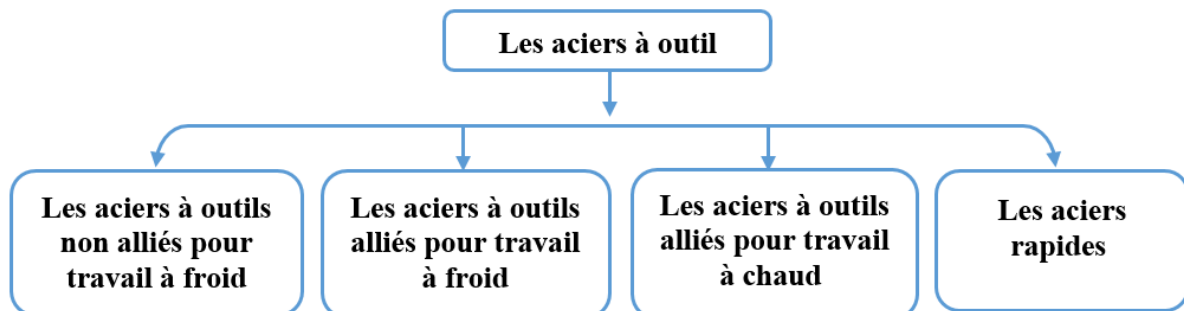 Les aciers à outil
Les aciers à outils
non alliés pour
travail à froid
Les aciers à outils
alliés pour travail
à froid
Les aciers à outils
alliés pour travail
à chaud
Les aciers
rapides